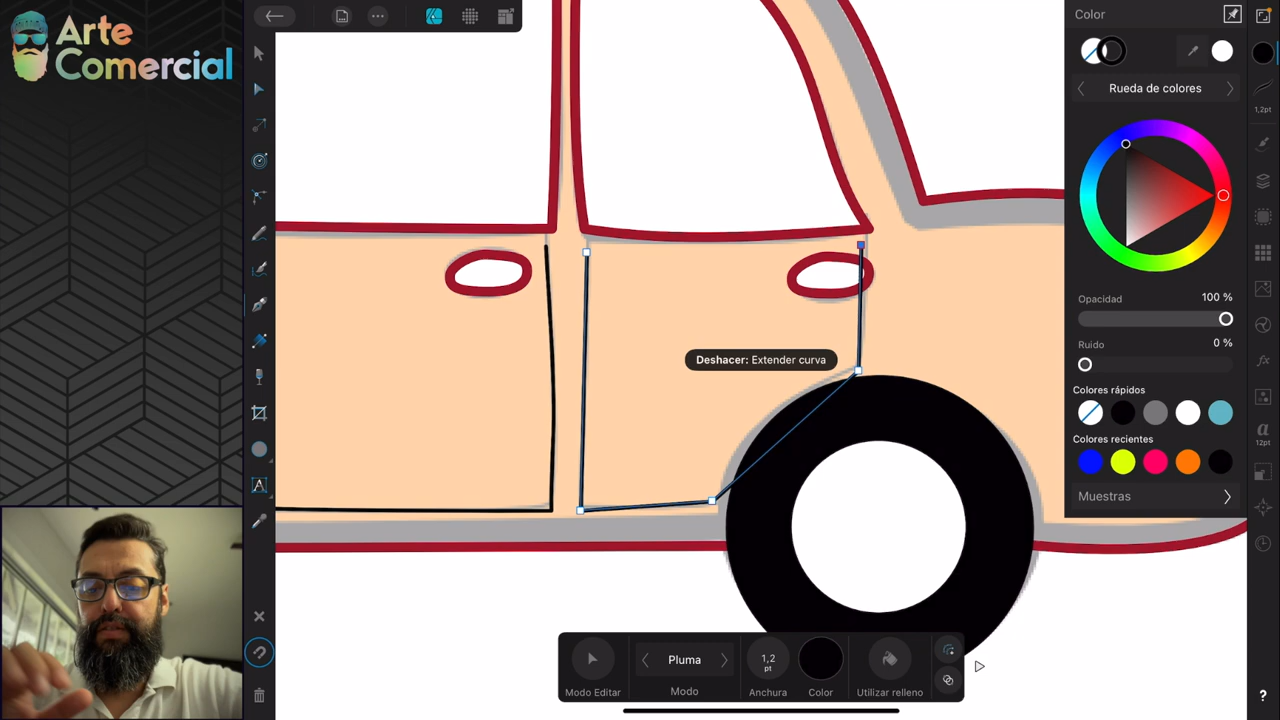 Arte
Comercial
Color
Rueda de colores
1,2pt
Opacidad
100 %
Ruido
0 %
Colores rápidos
Colores recientes
Muestras
a
12pt
fx
A
Deshacer: Extender curva
Pluma
1,2
pt
Modo Editar
Modo
Anchura
Color
Utilizar relleno
?